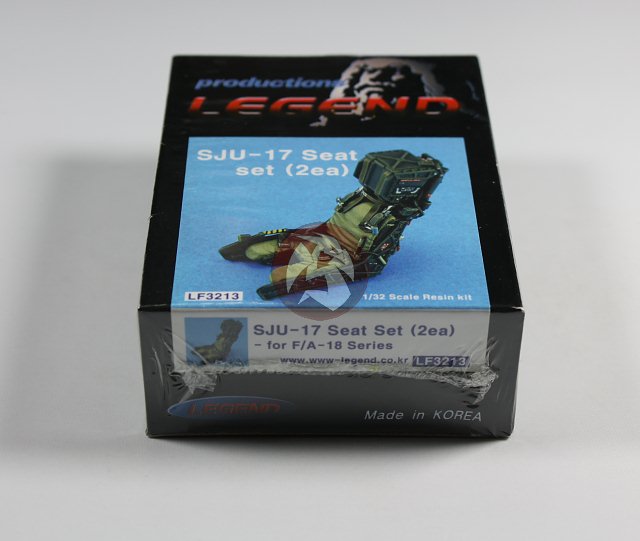 productions
LEGEND
SJU-17 Seat
set (2ea)
LF3213
1/32 Scale Resin kit
SJU-17 Seat Set (2ea)
- for F/A-18 Series
www.www-legend.co.kr
LF3213
LEGEND
Made in KOREA